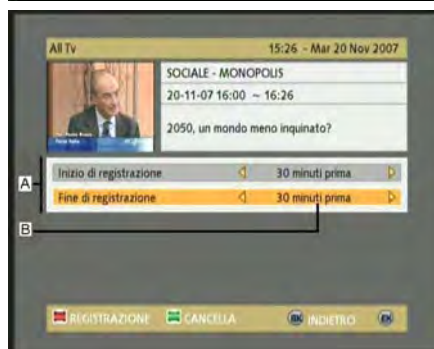 All Tv 15:26 - Mar 20 Nov 2007
SOCIALE - MONOPOLIS
20-11-07 16:00 ~ 16:26
2050, un mondo meno inquinato?
A
Inizio di registrazione 30 minuti prima
Fine di registrazione 30 minuti prima
B
REGISTRAZIONE CANCELLA OK INDIETRO